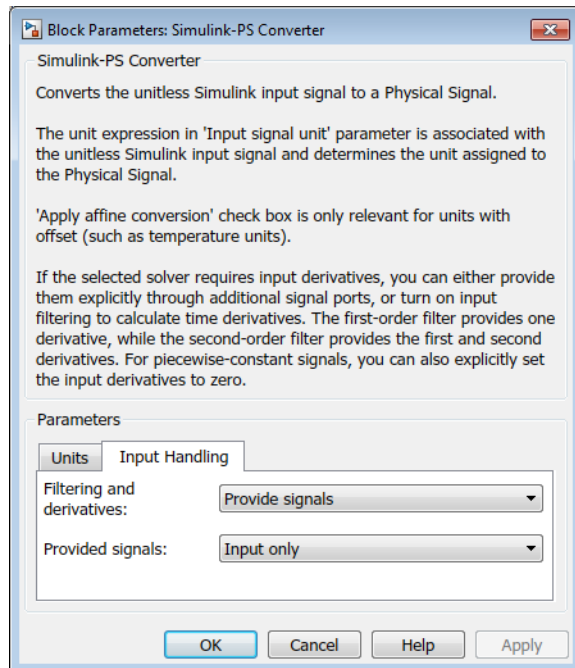 Block Parameters: Simulink-PS Converter
Simulink-PS Converter
Converts the unitless Simulink input signal to a Physical Signal.
The unit expression in 'Input signal unit' parameter is associated with
the unitless Simulink input signal and determines the unit assigned to
the Physical Signal.
'Apply affine conversion' check box is only relevant for units with
offset (such as temperature units).
If the selected solver requires input derivatives, you can either provide
them explicitly through additional signal ports, or turn on input
filtering to calculate time derivatives. The first-order filter provides one
derivative, while the second-order filter provides the first and second
derivatives. For piecewise-constant signals, you can also explicitly set
the input derivatives to zero.
Parameters
Units Input Handling
Filtering and
derivatives: Provide signals
Provided signals: Input only
OK Cancel Help Apply